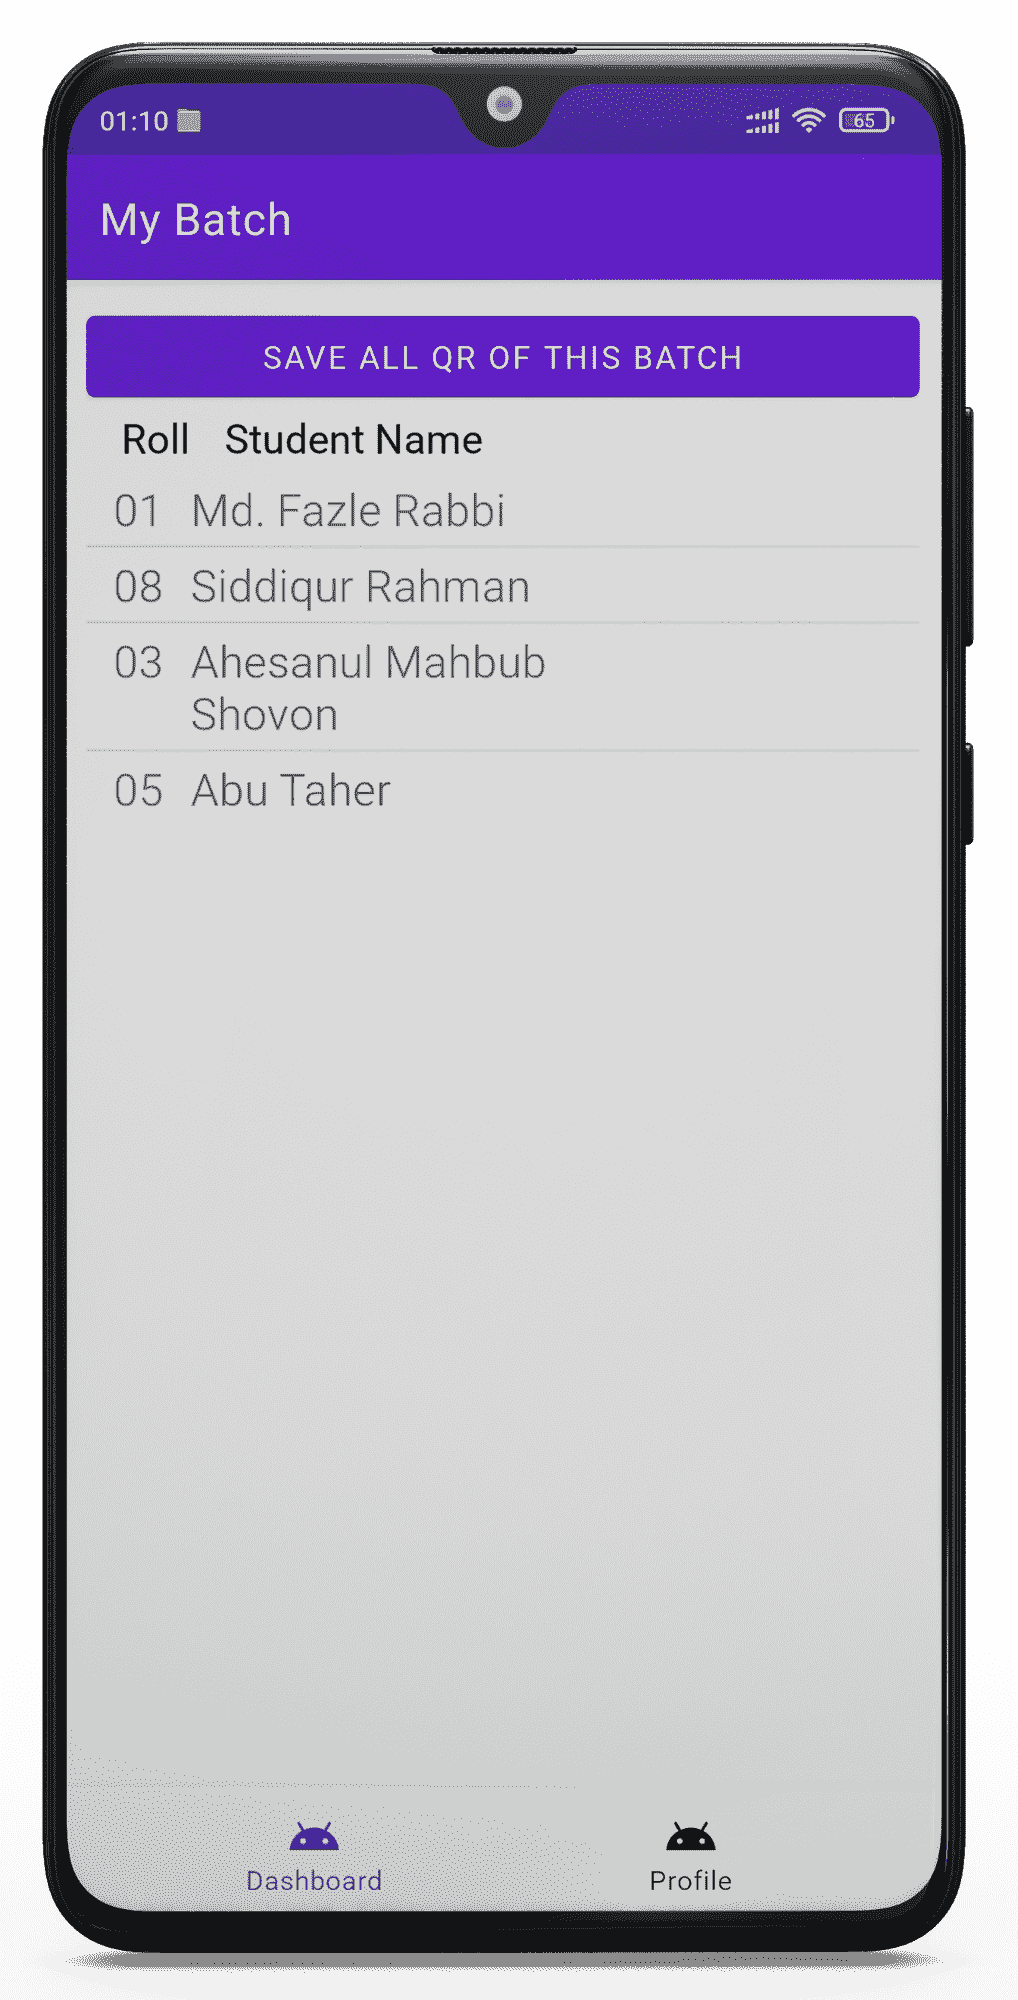 01:10 65
My Batch
SAVE ALL QR OF THIS BATCH
Roll Student Name
01 Md. Fazle Rabbi
08 Siddiqur Rahman
03 Ahesanul Mahbub
Shovon
05 Abu Taher
Dashboard Profile